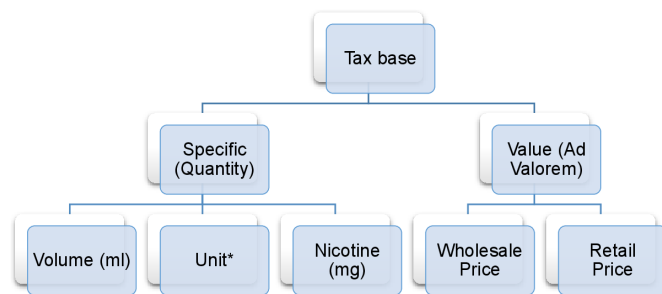 Tax base
Specific
(Quantity)
Value (Ad
Valorem)
Volume (ml)
Unit*
Nicotine
(mg)
Wholesale
Price
Retail
Price